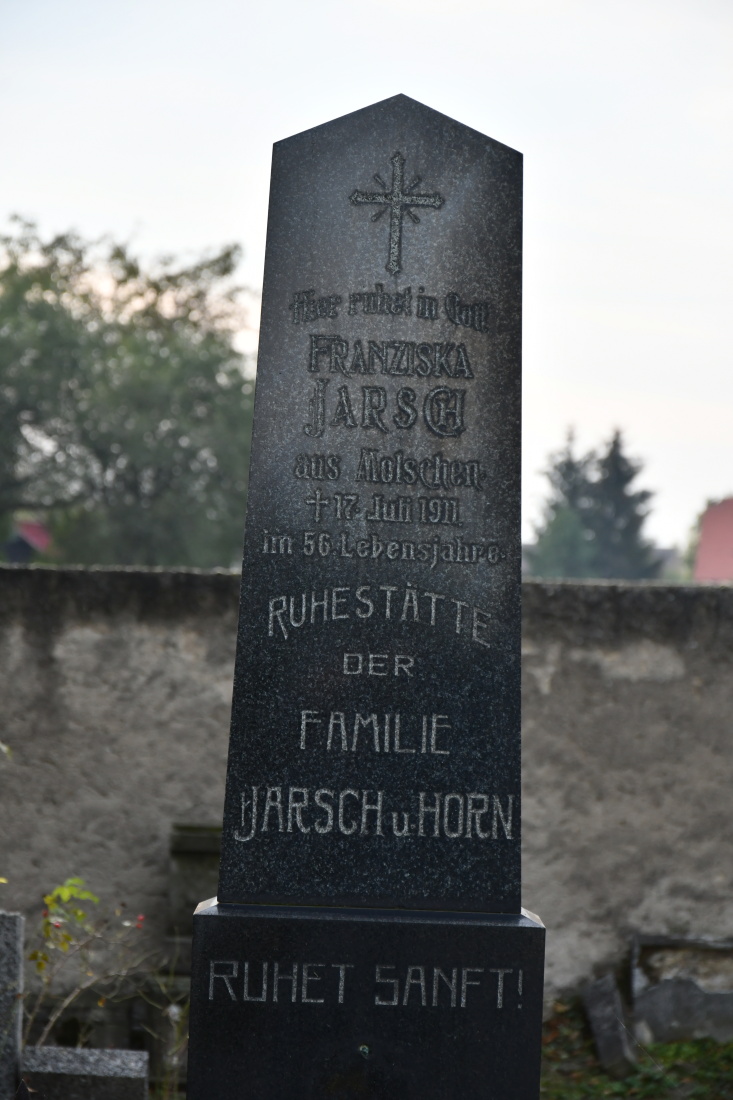 Hier ruhet in Gott
FRANZISKA
JARSCH
aus Molschen
† 17. Juli 1911.
im 56 Lebensjahre.
RUHESTÄTTE
DER
FAMILIE
JARSCH u. HORN
RUHET SANFT!